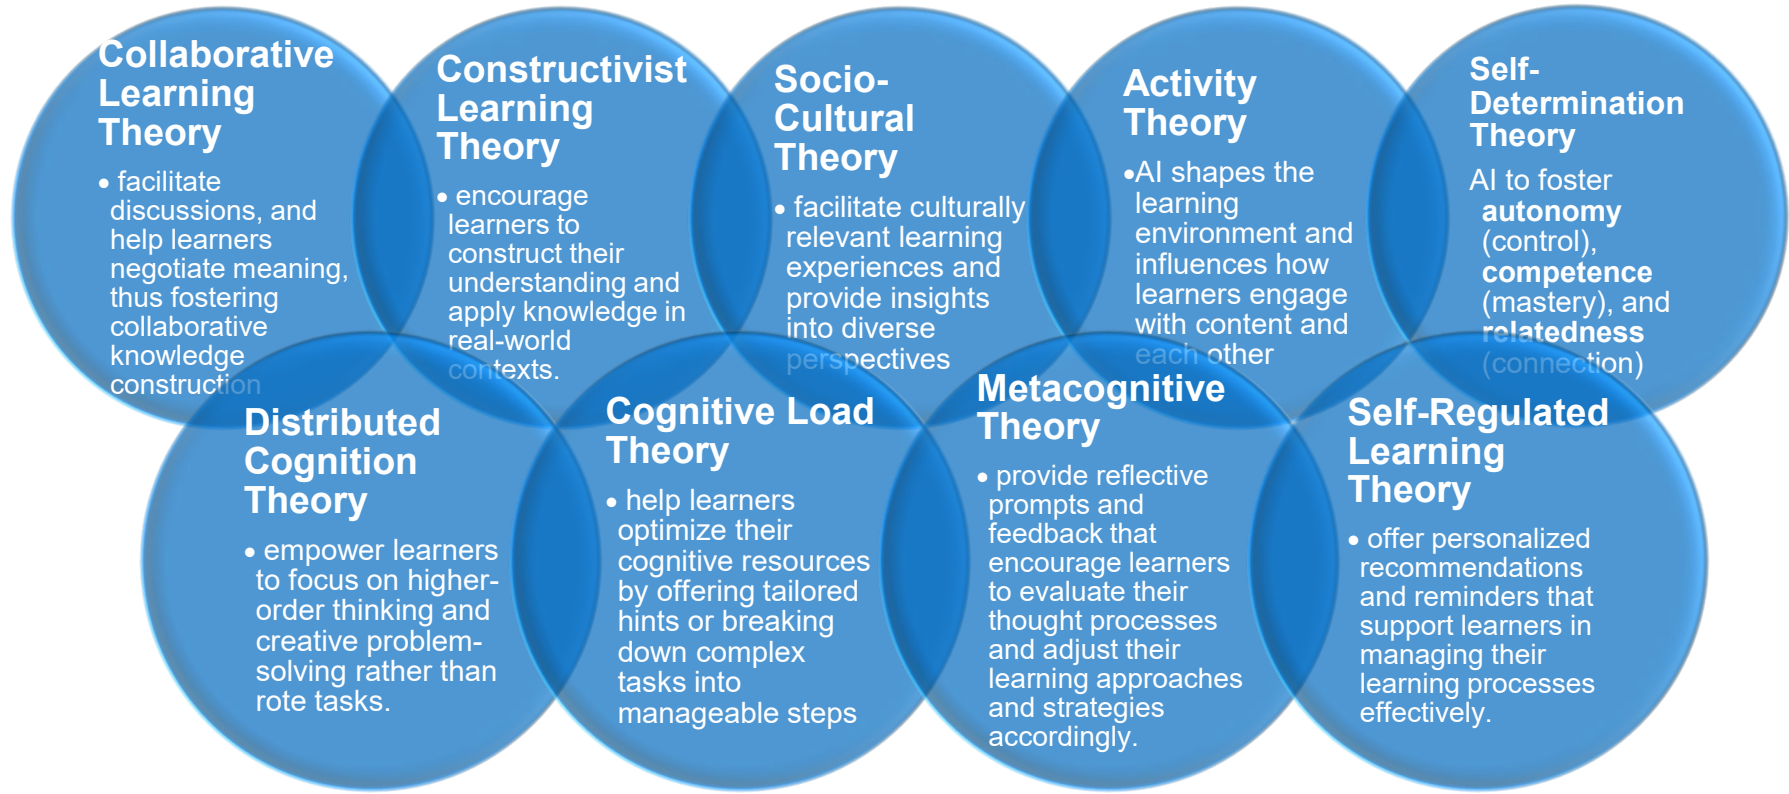 Collaborative
Learning
Theory
• facilitate
discussions, and
help learners
negotiate meaning,
thus fostering
collaborative
knowledge
construction
Constructivist
Learning
Theory
• encourage
learners to
construct their
understanding and
apply knowledge in
real-world
contexts.
Socio-
Cultural
Theory
• facilitate culturally
relevant learning
experiences and
provide insights
into diverse
perspectives
Activity
Theory
•AI shapes the
learning
environment and
influences how
learners engage
with content and
each other
Self-
Determination
Theory
AI to foster
autonomy
(control),
competence
(mastery), and
relatedness
(connection)
Distributed
Cognition
Theory
• empower learners
to focus on higher-
order thinking and
creative problem-
solving rather than
rote tasks.
Cognitive Load
Theory
• help learners
optimize their
cognitive resources
by offering tailored
hints or breaking
down complex
tasks into
manageable steps
Metacognitive
Theory
• provide reflective
prompts and
feedback that
encourage learners
to evaluate their
thought processes
and adjust their
learning approaches
and strategies
accordingly.
Self-Regulated
Learning
Theory
• offer personalized
recommendations
and reminders that
support learners in
managing their
learning processes
effectively.